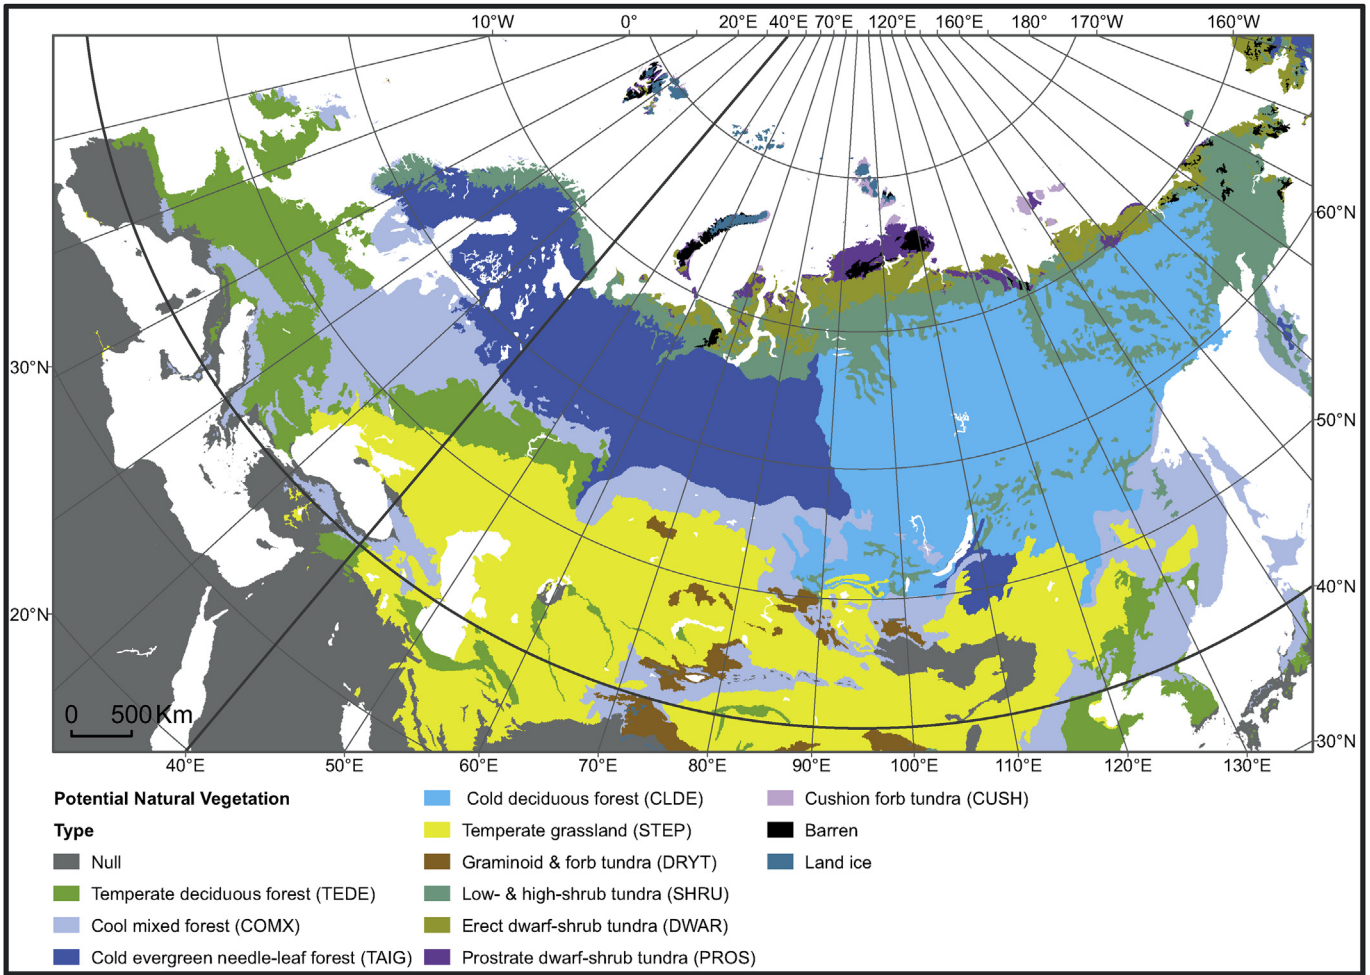 10°W 0° 20°E 40°E 70°E 120°E 160°E 180° 170°W 160°W
60°N
30°N
50°N
40°N
20°N
0 500 Km
30°N
40°E 50°E 60°E 70°E 80°E 90°E 100°E 110°E 120°E 130°E
Potential Natural Vegetation
Type
Null
Temperate deciduous forest (TEDE)
Cool mixed forest (COMX)
Cold evergreen needle-leaf forest (TAIG)
Cold deciduous forest (CLDE)
Temperate grassland (STEP)
Graminoid & forb tundra (DRYT)
Low- & high-shrub tundra (SHRU)
Erect dwarf-shrub tundra (DWAR)
Prostrate dwarf-shrub tundra (PROS)
Cushion forb tundra (CUSH)
Barren
Land ice